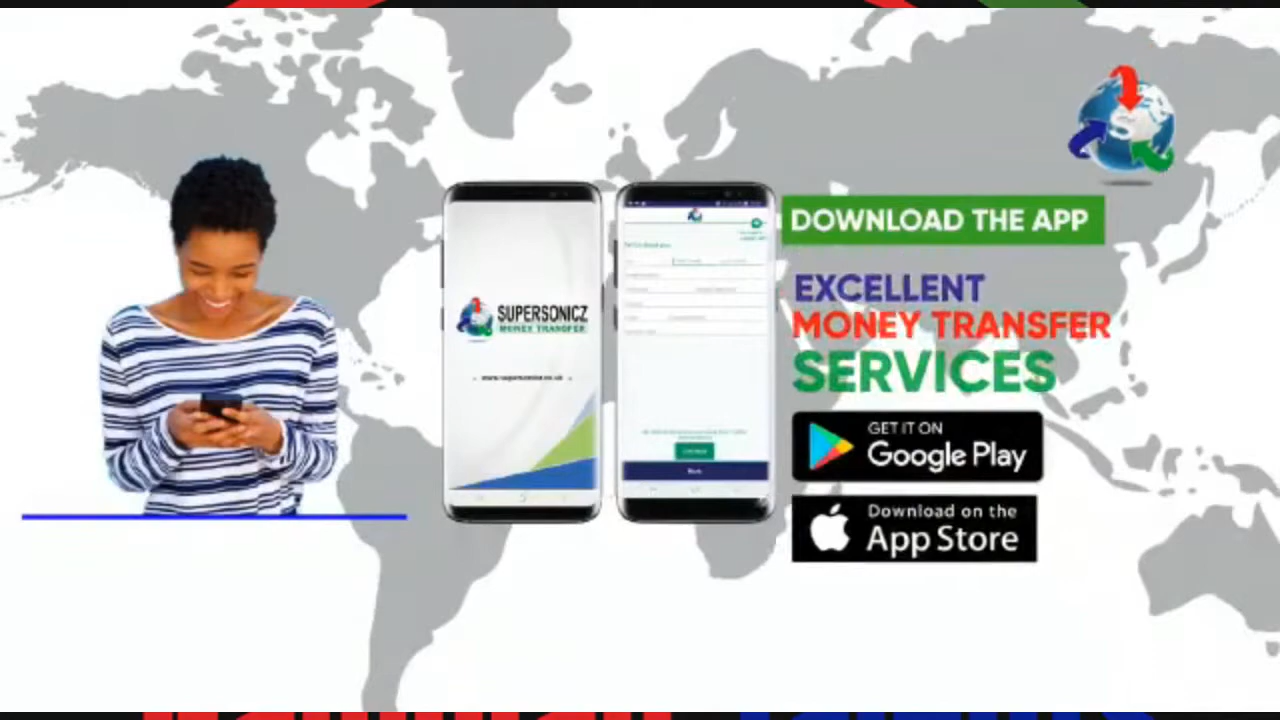 DOWNLOAD THE APP
EXCELLENT
MONEY TRANSFER
SERVICES
GET IT ON
Google Play
Download on the
App Store
SUPERSONICZ
MONEY TRANSFER